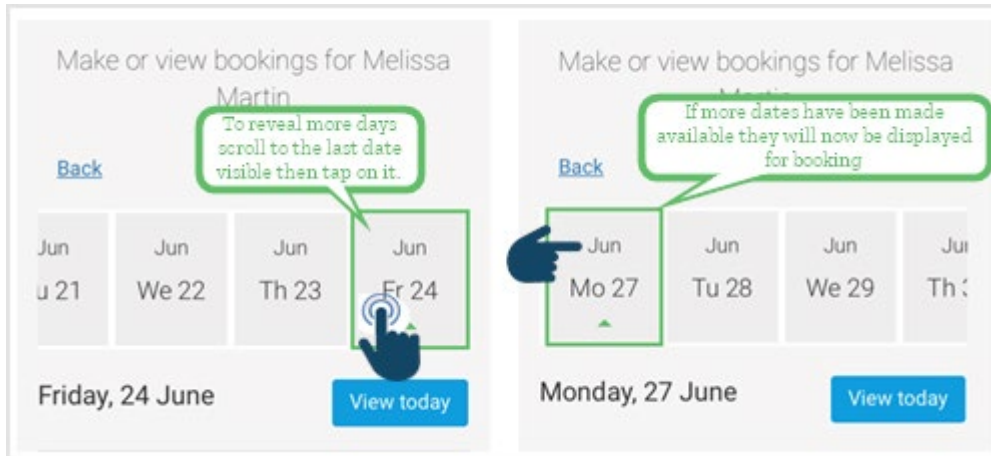 Make or view bookings for Melissa
Martin
To reveal more days
scroll to the last date
visible then tap on it.
Back
Jun Jun Jun Jun
u 21 We 22 Th 23 Fr 24
Friday, 24 June
View today
Make or view bookings for Melissa
If more dates have been made
available they will now be displayed
for booking
Back
Jun Jun Jun
Mo 27 Tu 28 We 29 Th
Monday, 27 June
View today